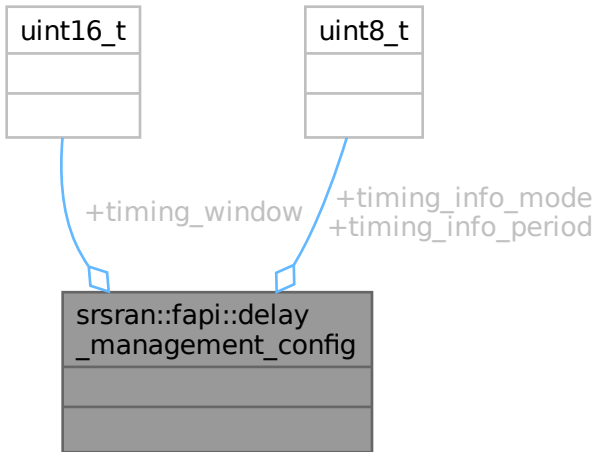 uint16_t
uint8_t
+timing_window
+timing_info_mode
+timing_info_period
srsran::fapi::delay
_management_config